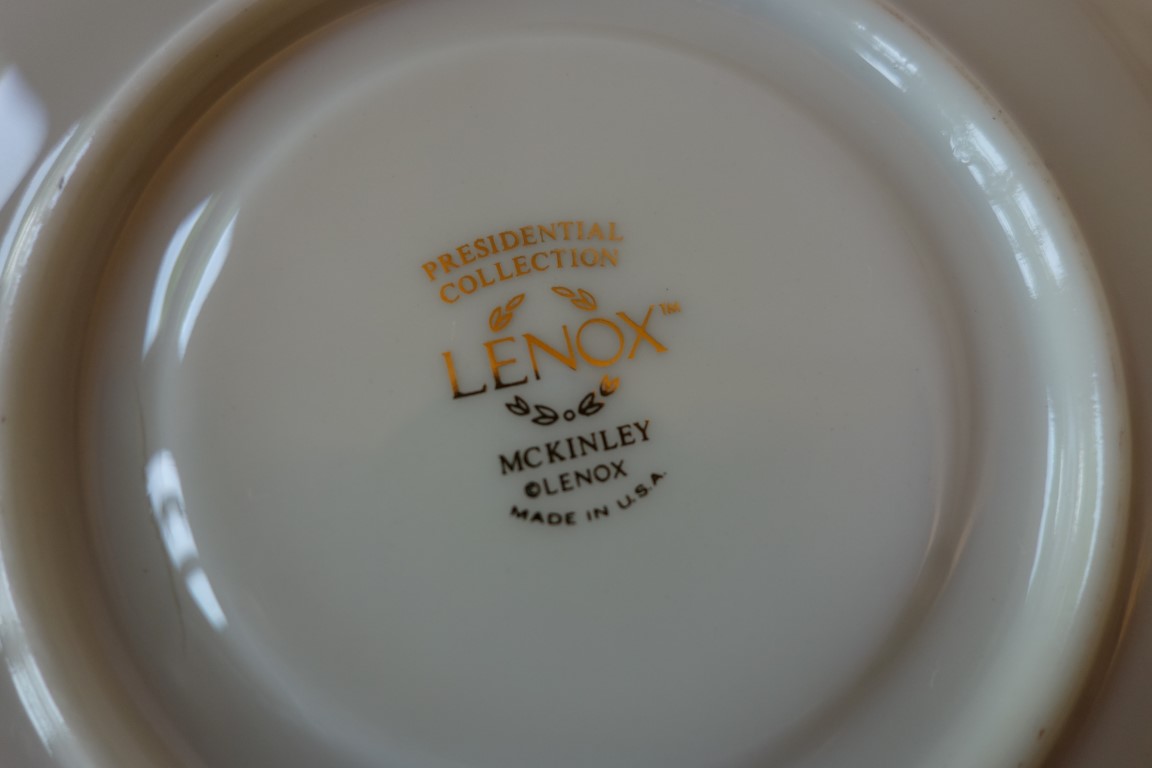 PRESIDENTIAL
COLLECTION
LENOX™
MCKINLEY
©LENOX
MADE IN U.S.A.